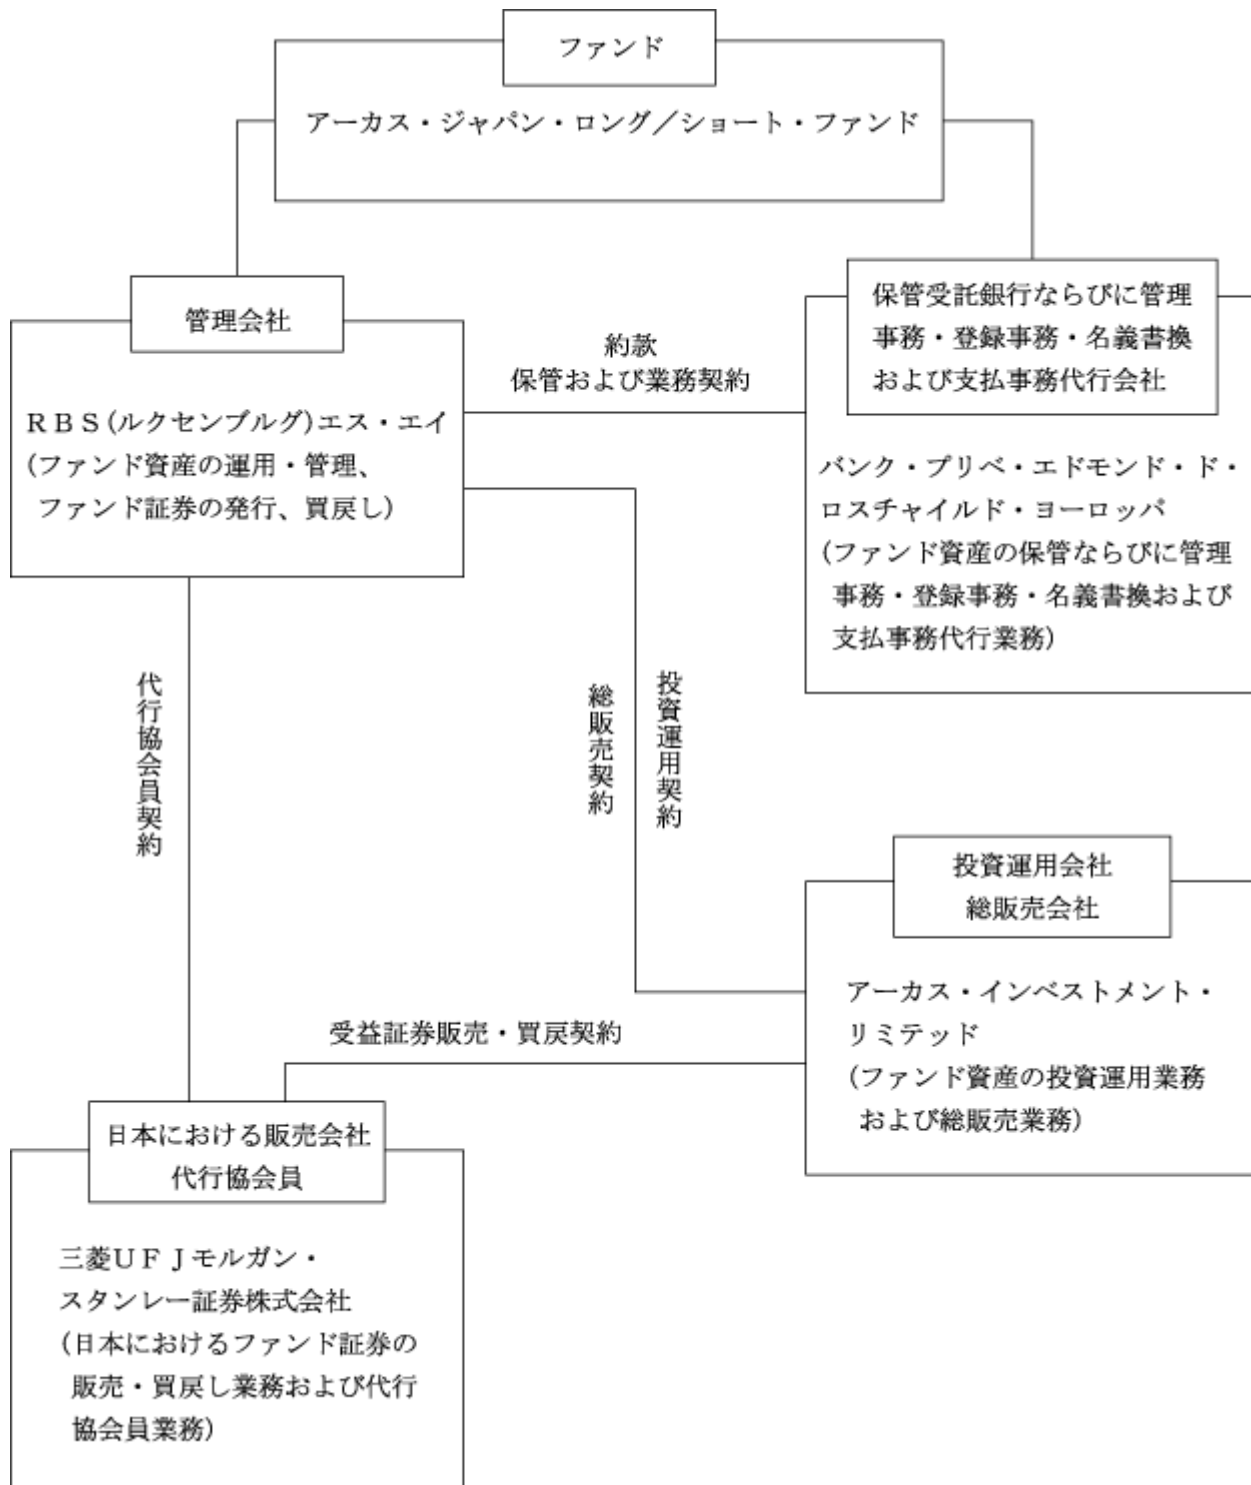 ファンド
アーカス・ジャパン・ロング／ショート・ファンド
管理会社
RBS(ルクセンブルグ)エス・エイ
(ファンド資産の運用・管理、
ファンド証券の発行、買戻し)
約款
保管および業務契約
保管受託銀行ならびに管理
事務・登録事務・名義書換
および支払事務代行会社
バンク・プリベ・エドモンド・ド・
ロスチャイルド・ヨーロッパ
(ファンド資産の保管ならびに管理
事務・登録事務・名義書換および
支払事務代行業務)
代行協会員契約
総販売契約
投資運用契約
投資運用会社
総販売会社
アーカス・インベストメント・
リミテッド
(ファンド資産の投資運用業務
および総販売業務)
受益証券販売・買戻契約
日本における販売会社
代行協会員
三菱UFJモルガン・
スタンレー証券株式会社
(日本におけるファンド証券の
販売・買戻し業務および代行
協会員業務)